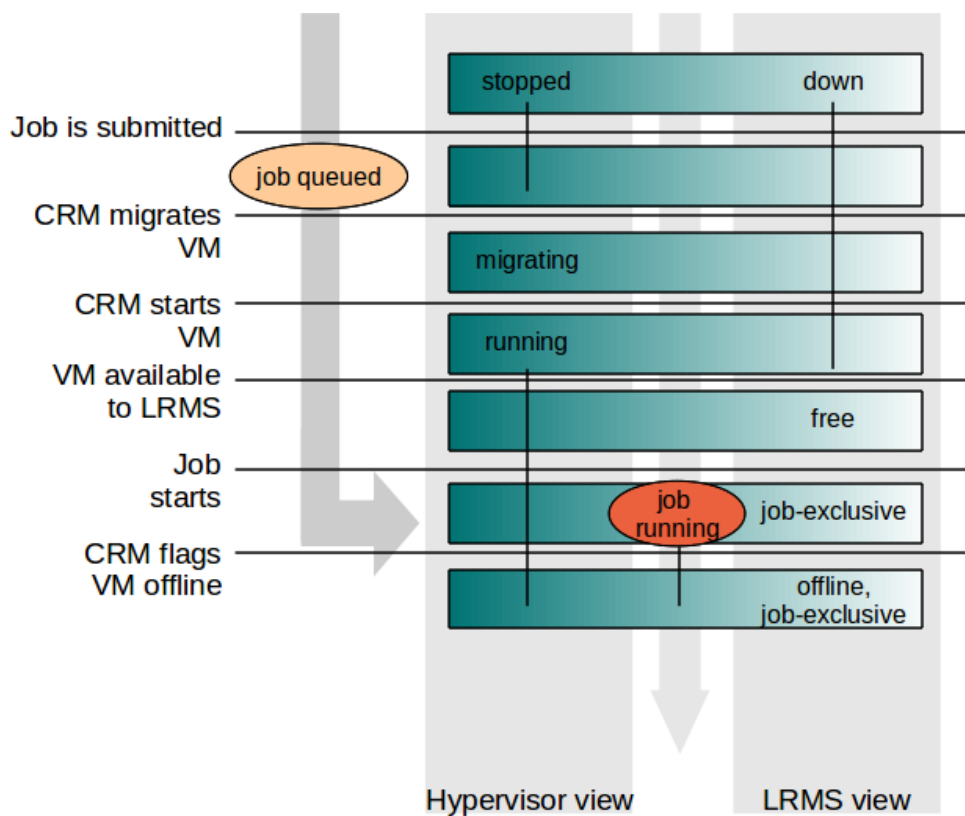 stopped
down
Job is submitted
job queued
CRM migrates
VM
migrating
CRM starts
VM
running
VM available
to LRMS
free
Job
starts
job
running
job-exclusive
CRM flags
VM offline
offline,
job-exclusive
Hypervisor view
LRMS view